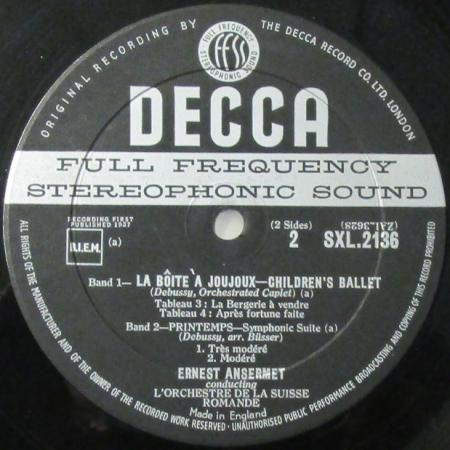 ORIGINAL RECORDING BY THE DECCA RECORD CO. LTD. LONDON
FULL FREQUENCY
FFSS
STEREOPHONIC SOUND
DECCA
FULL FREQUENCY
STEREOPHONIC SOUND
RECORDING FIRST
PUBLISHED 1957
(2 Sides) (ZAL.3628)
B.I.E.M. (a) 2 SXL.2136
Band 1— LA BÔITE À JOUJOUX—CHILDREN'S BALLET
(Debussy, Orchestrated Caplet) (a)
Tableau 3 : La Bergerie à vendre
Tableau 4 : Après fortune faite
Band 2—PRINTEMPS—Symphonic Suite (a)
(Debussy, arr. Büsser)
1. Très modéré
2. Modéré
ERNEST ANSERMET
conducting
L'ORCHESTRE DE LA SUISSE
ROMANDE
Made in England
ALL RIGHTS OF THE MANUFACTURER AND OF THE OWNER OF THE RECORDED WORK RESERVED · UNAUTHORISED PUBLIC PERFORMANCE BROADCASTING AND COPYING OF THIS RECORD PROHIBITED